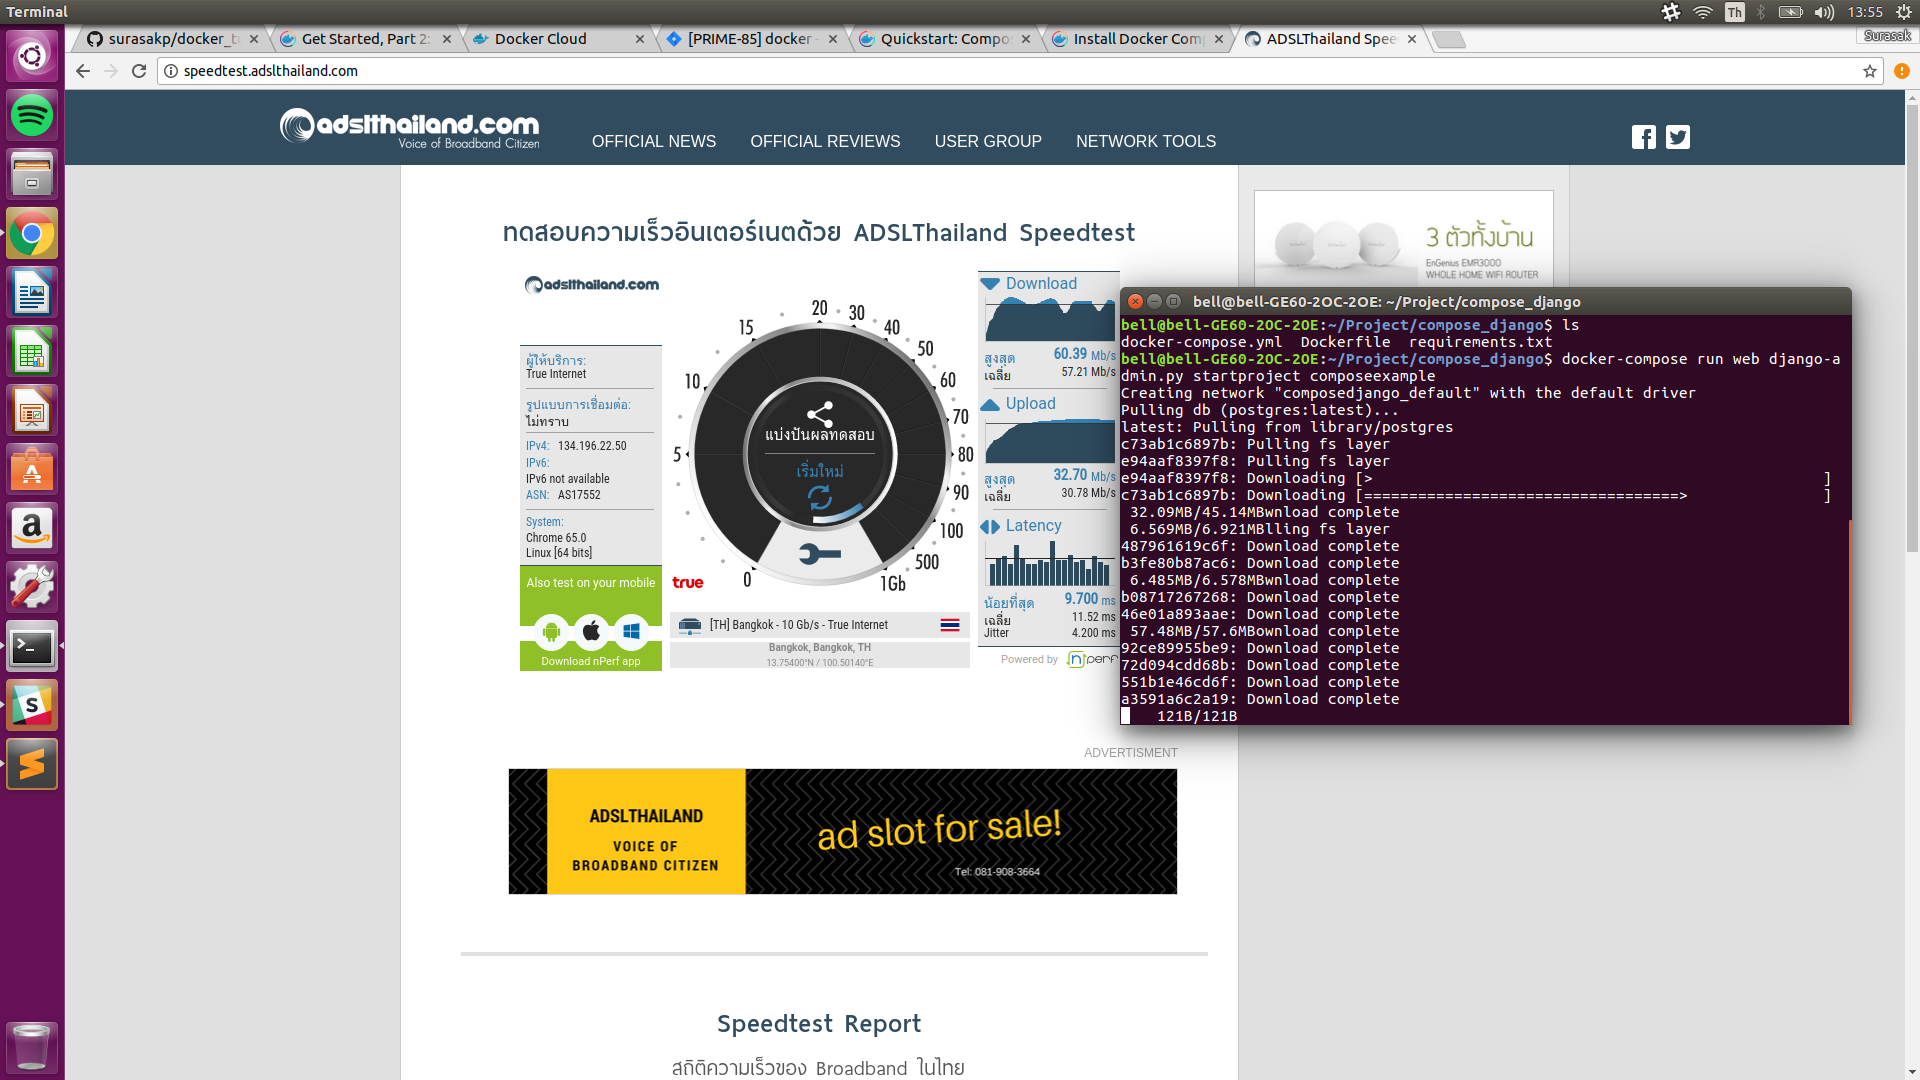 Terminal
Th
13:55
surasakp/docker_t
Get Started, Part 2:
Docker Cloud
[PRIME-85] docker -
Quickstart: Compo
Install Docker Com
ADSLThailand Spee
Surasak
speedtest.adslthailand.com
adslthailand.com
Voice of Broadband Citizen
OFFICIAL NEWS
OFFICIAL REVIEWS
USER GROUP
NETWORK TOOLS
ทดสอบความเร็วอินเตอร์เนตด้วย ADSLThailand Speedtest
adslthailand.com
ผู้ให้บริการ:
True Internet
รูปแบบการเชื่อมต่อ:
ไม่ทราบ
IPv4: 134.196.22.50
IPv6:
IPv6 not available
ASN: AS17552
System:
Chrome 65.0
Linux [64 bits]
Also test on your mobile
Download nPerf app
0
5
10
15
20
30
40
50
60
70
80
90
100
500
1Gb
แบ่งปันผลทดสอบ
เริ่มใหม่
true
[TH] Bangkok - 10 Gb/s - True Internet
Bangkok, Bangkok, TH
13.75400°N / 100.50140°E
Download
สูงสุด 60.39 Mb/s
เฉลี่ย 57.21 Mb/s
Upload
สูงสุด 32.70 Mb/s
เฉลี่ย 30.78 Mb/s
Latency
น้อยที่สุด 9.700 ms
เฉลี่ย 11.52 ms
Jitter 4.200 ms
Powered by nperf
3 ตัวทั้งบ้าน
EnGenius EMR3000
WHOLE HOME WIFI ROUTER
bell@bell-GE60-2OC-2OE: ~/Project/compose_django
bell@bell-GE60-2OC-2OE:~/Project/compose_django$ ls
docker-compose.yml  Dockerfile  requirements.txt
bell@bell-GE60-2OC-2OE:~/Project/compose_django$ docker-compose run web django-a
dmin.py startproject composeexample
Creating network "composedjango_default" with the default driver
Pulling db (postgres:latest)...
latest: Pulling from library/postgres
c73ab1c6897b: Pulling fs layer
e94aaf8397f8: Pulling fs layer
e94aaf8397f8: Downloading [>                                                  ]
c73ab1c6897b: Downloading [===================================>               ]
 32.09MB/45.14MBwnload complete
 6.569MB/6.921MBlling fs layer
487961619c6f: Download complete
b3fe80b87ac6: Download complete
 6.485MB/6.578MBwnload complete
b08717267268: Download complete
46e01a893aae: Download complete
 57.48MB/57.6MBownload complete
92ce89955be9: Download complete
72d094cdd68b: Download complete
551b1e46cd6f: Download complete
a3591a6c2a19: Download complete
121B/121B
ADVERTISMENT
ADSLTHAILAND
VOICE OF
BROADBAND CITIZEN
ad slot for sale!
Tel: 081-908-3664
Speedtest Report
สถิติความเร็วของ Broadband ในไทย